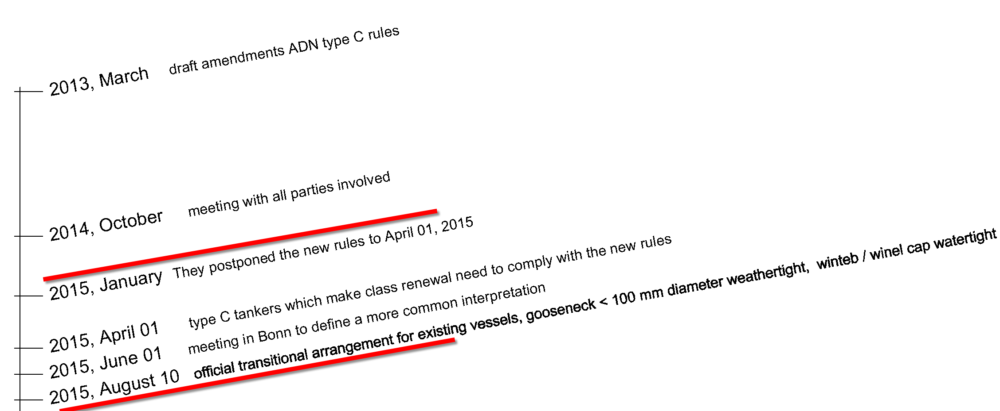 2013, March draft amendments ADN type C rules
2014, October meeting with all parties involved
2015, January They postponed the new rules to April 01, 2015
2015, April 01 type C tankers which make class renewal need to comply with the new rules
2015, June 01 meeting in Bonn to define a more common interpretation
2015, August 10 official transitional arrangement for existing vessels, gooseneck < 100 mm diameter weathertight, winteb / winel cap watertight